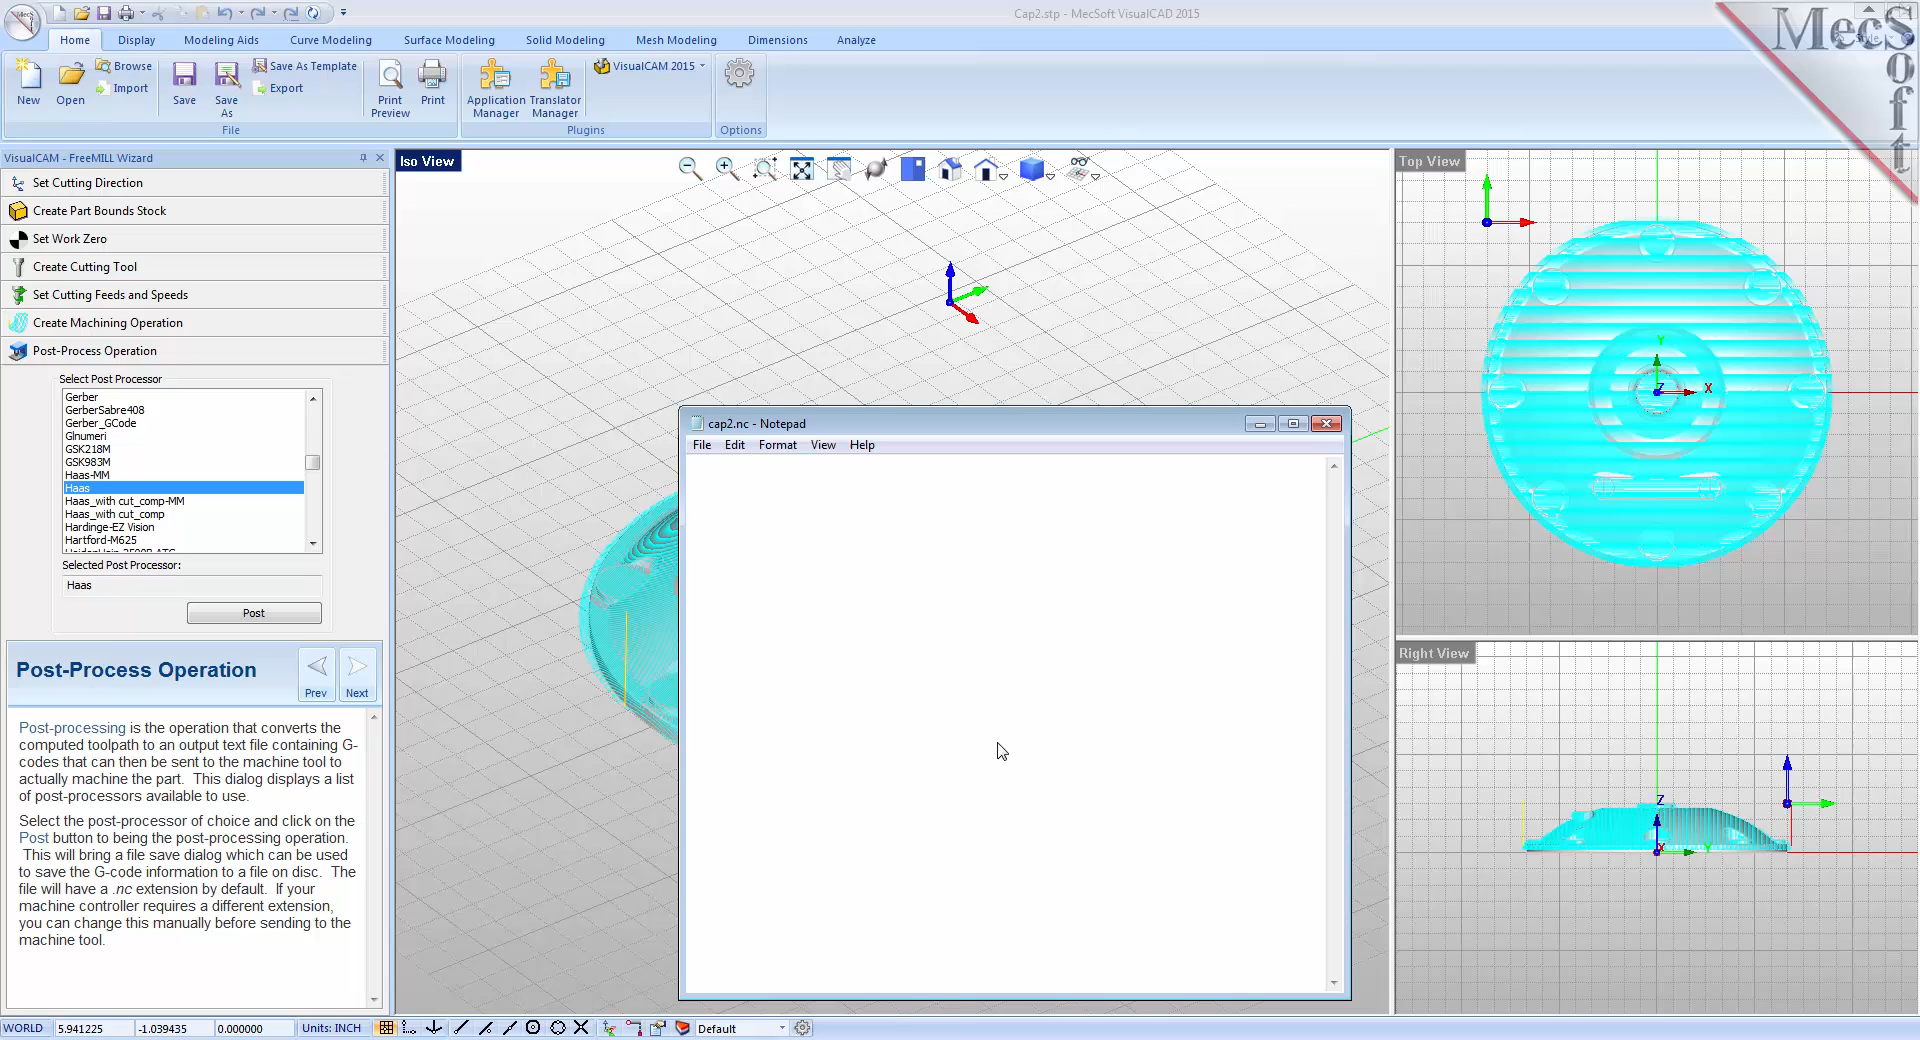 Cap2.stp - MecSoft VisualCAD 2015
MecSoft
Home
Display
Modeling Aids
Curve Modeling
Surface Modeling
Solid Modeling
Mesh Modeling
Dimensions
Analyze
Style
New
Open
Browse
Import
Save
Save As
Save As Template
Export
Print Preview
Print
File
Application Manager
Translator Manager
VisualCAM 2015
Plugins
Options
VisualCAM - FreeMILL Wizard
Set Cutting Direction
Create Part Bounds Stock
Set Work Zero
Create Cutting Tool
Set Cutting Feeds and Speeds
Create Machining Operation
Post-Process Operation
Select Post Processor
Gerber
GerberSabre408
Gerber_GCode
Glnumeri
GSK218M
GSK983M
Haas-MM
Haas
Haas_with cut_comp-MM
Haas_with cut_comp
Hardinge-EZ Vision
Hartford-M625
Selected Post Processor:
Haas
Post
Post-Process Operation
Prev
Next
Post-processing is the operation that converts the
computed toolpath to an output text file containing G-
codes that can then be sent to the machine tool to
actually machine the part. This dialog displays a list
of post-processors available to use.
Select the post-processor of choice and click on the
Post button to being the post-processing operation.
This will bring a file save dialog which can be used
to save the G-code information to a file on disc. The
file will have a .nc extension by default. If your
machine controller requires a different extension,
you can change this manually before sending to the
machine tool.
Iso View
cap2.nc - Notepad
File Edit Format View Help
Top View
Y
Z
X
Right View
Z
X
Y
WORLD
5.941225
-1.039435
0.000000
Units: INCH
Default